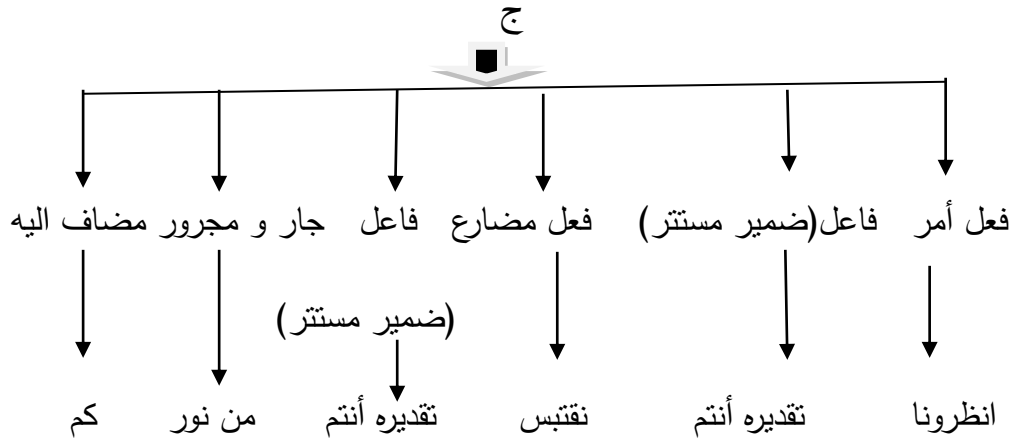 ج
فعل أمر فاعل(ضمير مستتر) فعل مضارع فاعل جار و مجرور مضاف اليه
(ضمير مستتر)
انظرونا تقديره أنتم نقتبس تقديره أنتم من نور كم